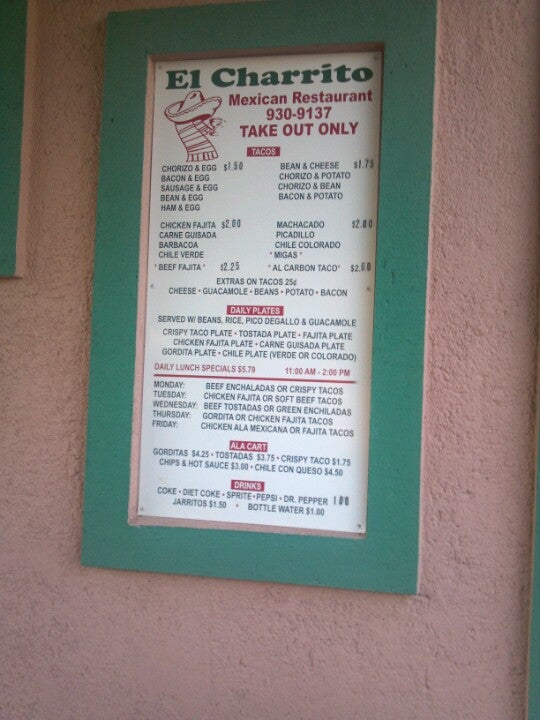 El Charrito
Mexican Restaurant
930-9137
TAKE OUT ONLY
TACOS
CHORIZO & EGG $1.50 BEAN & CHEESE $1.75
BACON & EGG CHORIZO & POTATO
SAUSAGE & EGG CHORIZO & BEAN
BEAN & EGG BACON & POTATO
HAM & EGG
CHICKEN FAJITA $2.00 MACHACADO $2.00
CARNE GUISADA PICADILLO
BARBACOA CHILE COLORADO
CHILE VERDE * MIGAS *
* BEEF FAJITA * $2.25 * AL CARBON TACO* $2.60
EXTRAS ON TACOS 25¢
CHEESE • GUACAMOLE • BEANS • POTATO • BACON
DAILY PLATES
SERVED W/ BEANS, RICE, PICO DEGALLO & GUACAMOLE
CRISPY TACO PLATE • TOSTADA PLATE • FAJITA PLATE
CHICKEN FAJITA PLATE • CARNE GUISADA PLATE
GORDITA PLATE • CHILE PLATE (VERDE OR COLORADO)
DAILY LUNCH SPECIALS $5.79 11:00 AM - 2:00 PM
MONDAY: BEEF ENCHALADAS OR CRISPY TACOS
TUESDAY: CHICKEN FAJITA OR SOFT BEEF TACOS
WEDNESDAY: BEEF TOSTADAS OR GREEN ENCHILADAS
THURSDAY: GORDITA OR CHICKEN FAJITA TACOS
FRIDAY: CHICKEN ALA MEXICANA OR FAJITA TACOS
ALA CART
GORDITAS $4.25 • TOSTADAS $3.75 • CRISPY TACO $1.75
CHIPS & HOT SAUCE $3.00 • CHILE CON QUESO $4.50
DRINKS
COKE • DIET COKE • SPRITE • PEPSI • DR. PEPPER 1.00
JARRITOS $1.50 • BOTTLE WATER $1.00